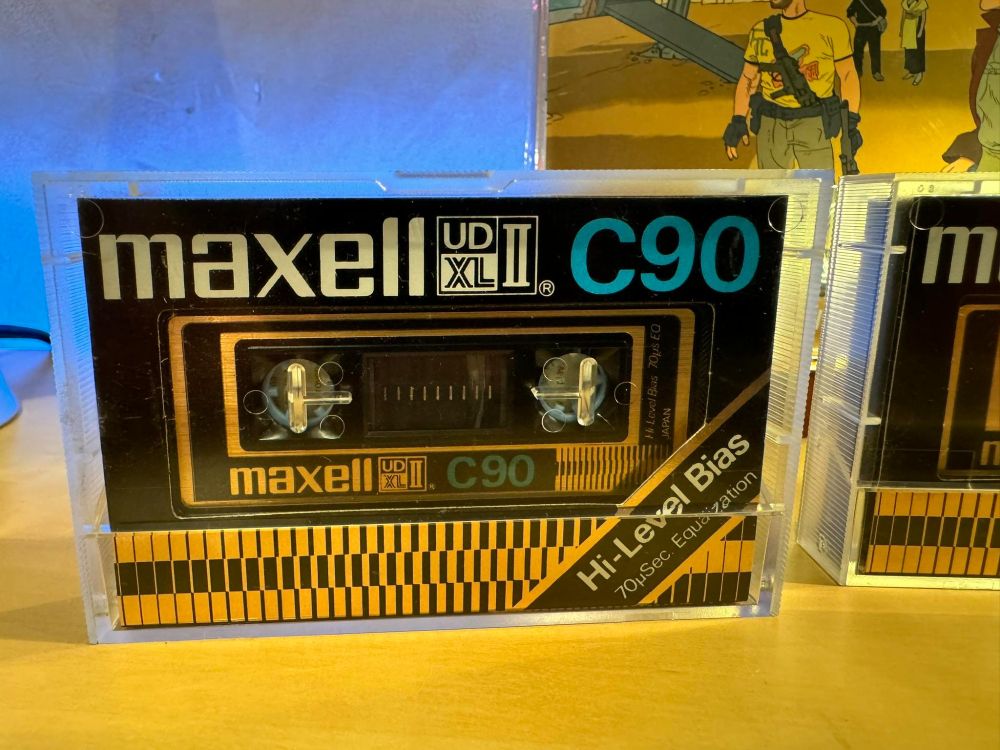 maxell UD XL II ® C90
Hi Level Bias 70µs EQ
JAPAN
maxell UD XL II ® C90
Hi-Level Bias
70µSec. Equalization
m